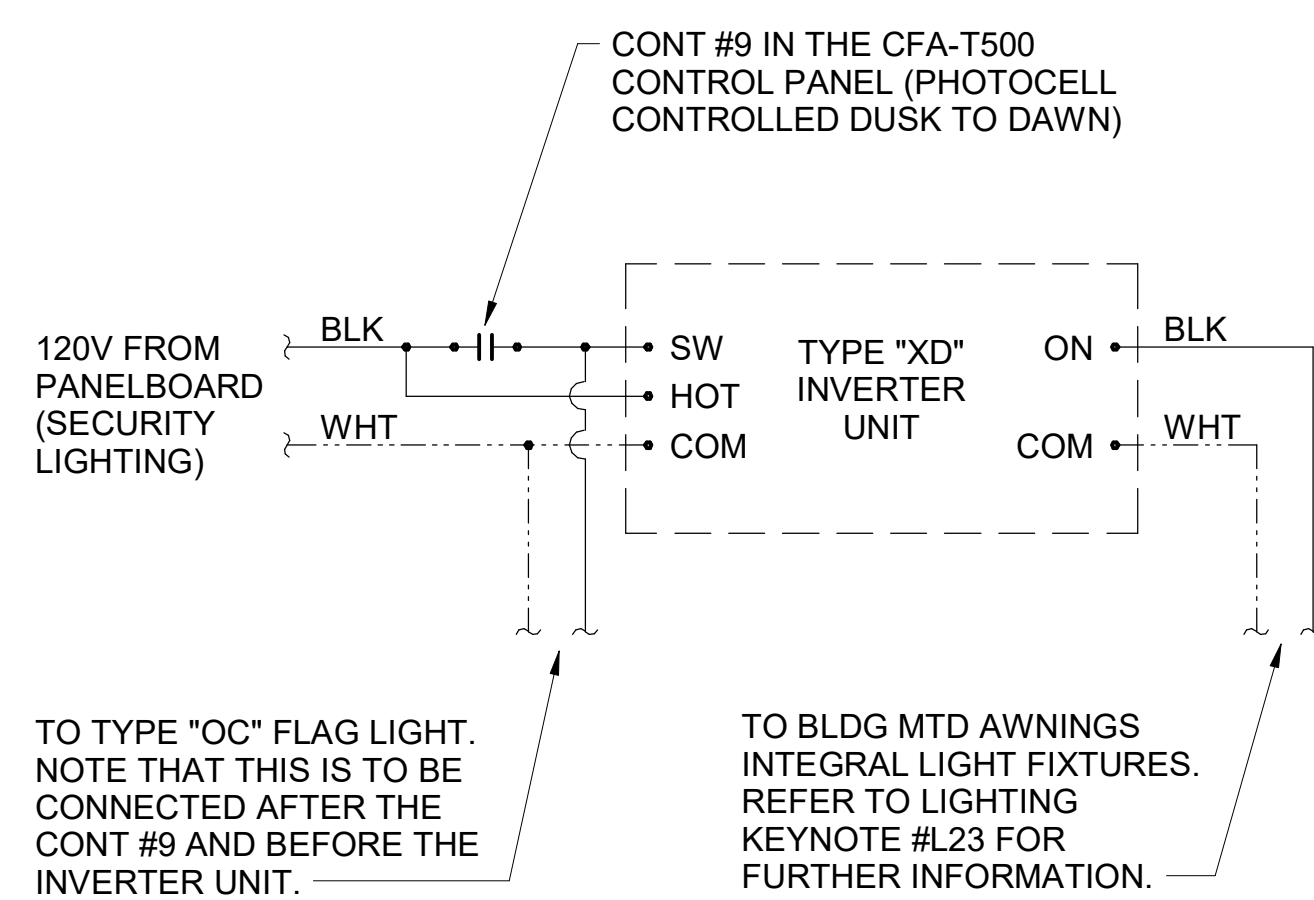 CONT #9 IN THE CFA-T500
CONTROL PANEL (PHOTOCELL
CONTROLLED DUSK TO DAWN)
120V FROM
PANELBOARD
(SECURITY
LIGHTING)
BLK
WHT
SW
HOT
COM
TYPE "XD"
INVERTER
UNIT
ON
COM
BLK
WHT
TO TYPE "OC" FLAG LIGHT.
NOTE THAT THIS IS TO BE
CONNECTED AFTER THE
CONT #9 AND BEFORE THE
INVERTER UNIT.
TO BLDG MTD AWNINGS
INTEGRAL LIGHT FIXTURES.
REFER TO LIGHTING
KEYNOTE #L23 FOR
FURTHER INFORMATION.